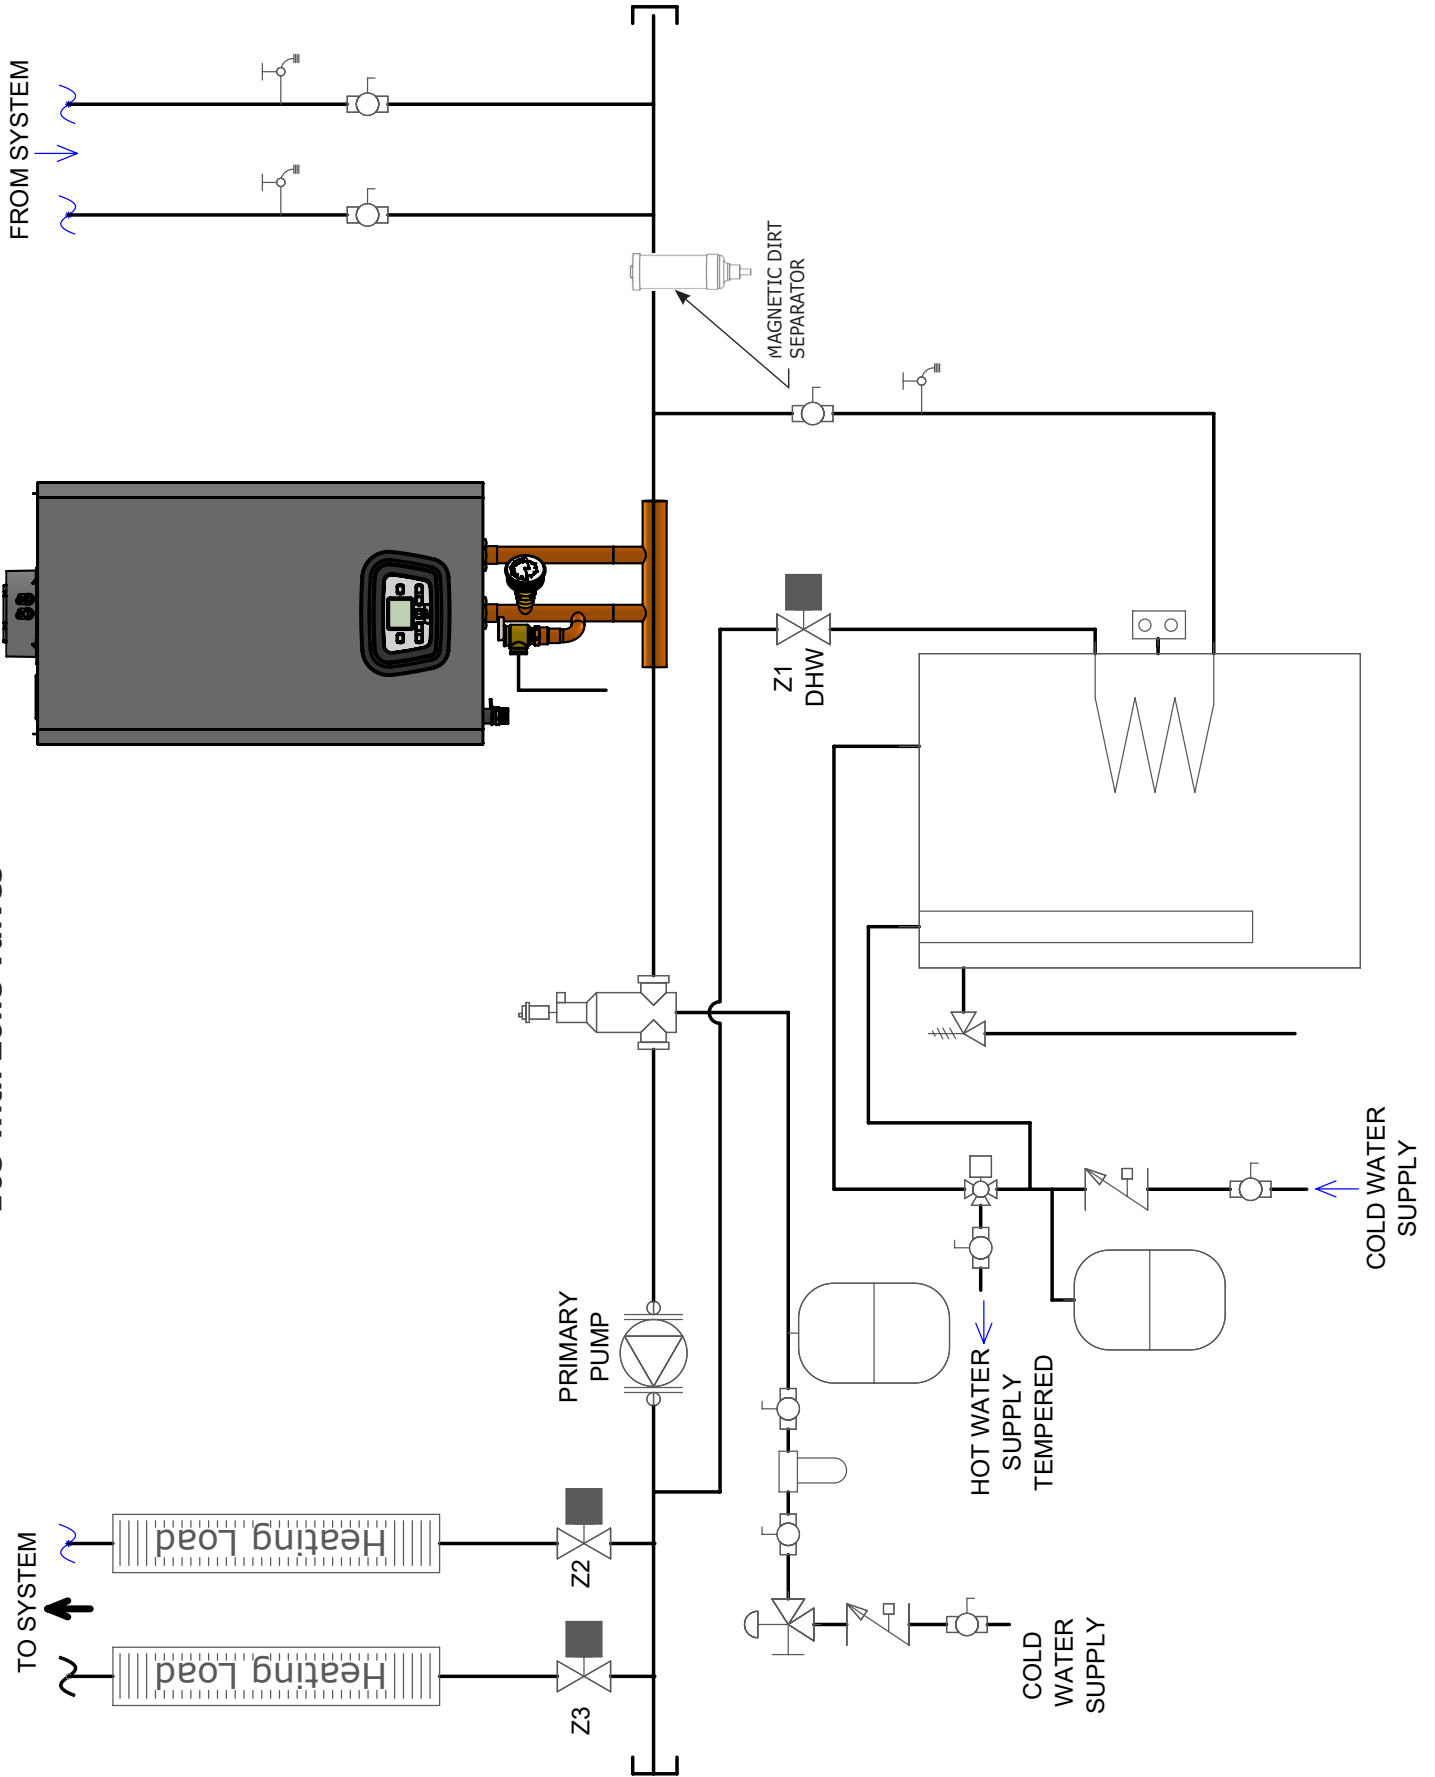 FROM SYSTEM
MAGNETIC DIRT
SEPARATOR
Z1
DHW
PRIMARY
PUMP
TO SYSTEM
Heating Load
Heating Load
Z2
Z3
HOT WATER
SUPPLY
TEMPERED
COLD WATER
SUPPLY
COLD
WATER
SUPPLY